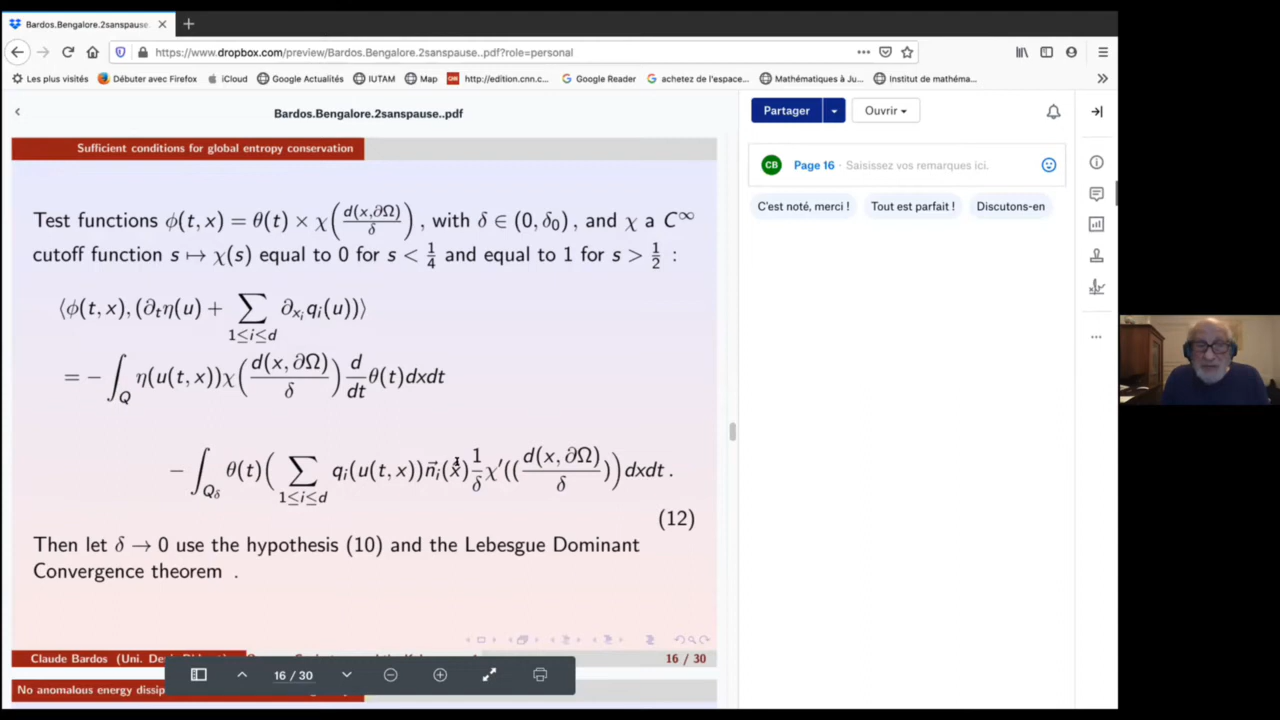 Bardos.Bengalore.2sanspause.
https://www.dropbox.com/preview/Bardos.Bengalore.2sanspause..pdf?role=personal
Les plus visités Débuter avec Firefox iCloud Google Actualités IUTAM Map http://edition.cnn.c... Google Reader achetez de l'espace... Mathématiques à Ju... Institut de mathéma...
Bardos.Bengalore.2sanspause..pdf
Partager Ouvrir
Sufficient conditions for global entropy conservation
CB Page 16 · Saisissez vos remarques ici.
C'est noté, merci ! Tout est parfait ! Discutons-en
Test functions ϕ(t, x) = θ(t) × χ(d(x,∂Ω)/δ) , with δ ∈ (0, δ₀) , and χ a C^∞
cutoff function s ↦ χ(s) equal to 0 for s < 1/4 and equal to 1 for s > 1/2 :
⟨ϕ(t, x), (∂ₜη(u) + ∑_{1≤i≤d} ∂_{x_i} q_i(u))⟩
= − ∫_Q η(u(t, x))χ(d(x, ∂Ω)/δ) d/dt θ(t)dxdt
− ∫_{Q_δ} θ(t)(∑_{1≤i≤d} q_i(u(t, x))n⃗_i(x̂) 1/δ χ′((d(x, ∂Ω)/δ))dxdt .
(12)
Then let δ → 0 use the hypothesis (10) and the Lebesgue Dominant
Convergence theorem .
Claude Bardos (Uni.
16 / 30
16 / 30
No anomalous energy